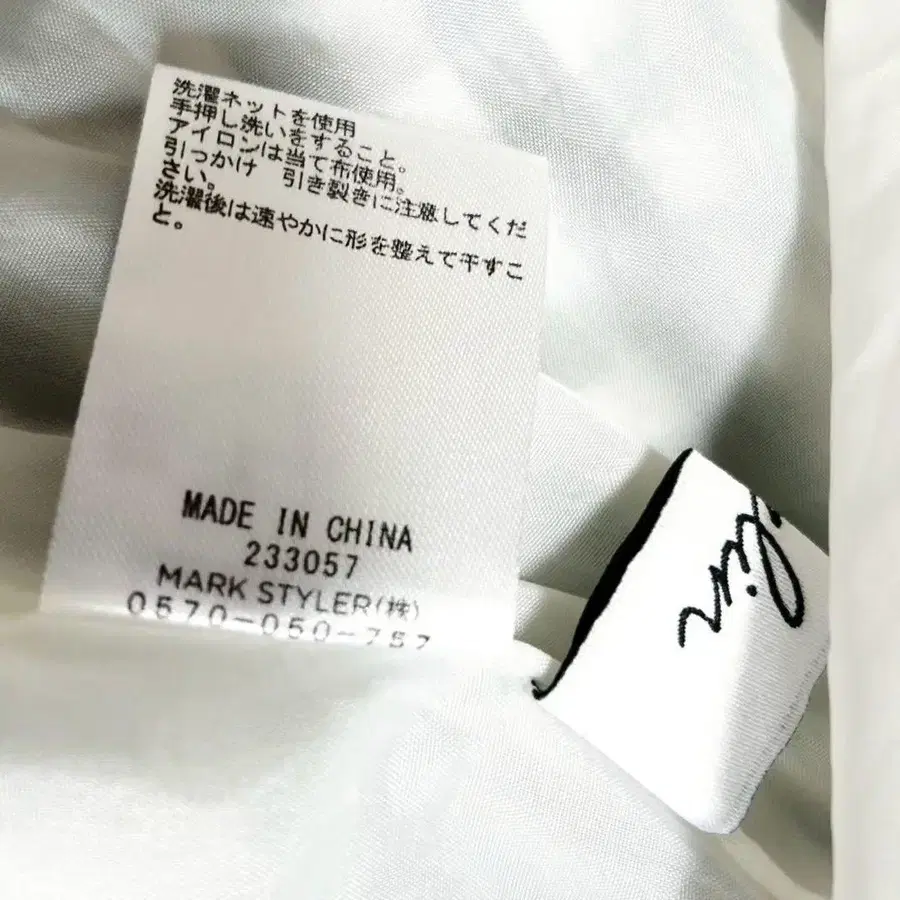 洗濯ネットを使用
手押し洗いをすること。
アイロンは当て布使用。
引っかけ　引き裂きに注意してくだ
さい。
洗濯後は速やかに形を整えて干すこ
と。
MADE IN CHINA
233057
MARK STYLER(株)
0570-050-757